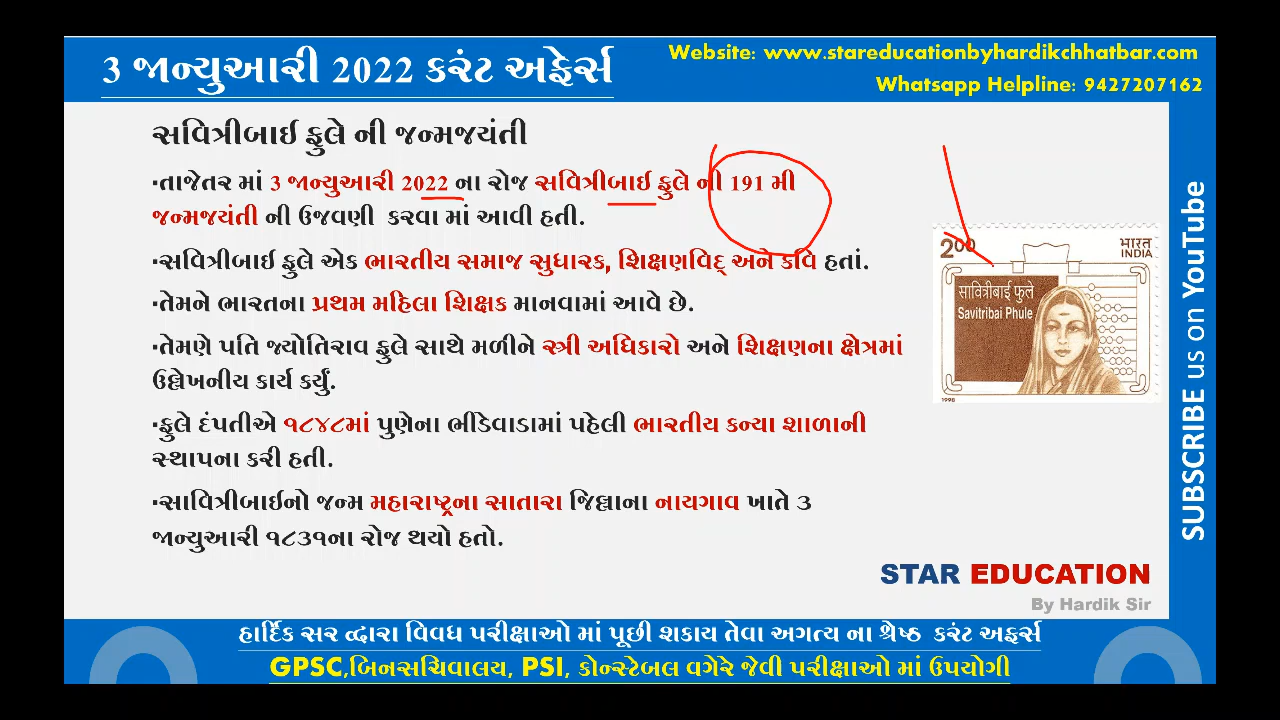 3 જાન્યુઆરી 2022 કરંટ અફેર્સ
Website: www.stareducationbyhardikchhatbar.com
Whatsapp Helpline: 9427207162
સવિત્રીબાઈ ફુલે ની જન્મજયંતી
▪તાજેતર માં 3 જાન્યુઆરી 2022 ના રોજ સવિત્રીબાઈ ફુલે ની 191 મી
જન્મજયંતી ની ઉજવણી કરવા માં આવી હતી.
▪સવિત્રીબાઈ ફુલે એક ભારતીય સમાજ સુધારક, શિક્ષણવિદ્ અને કવિ હતાં.
▪તેમને ભારતના પ્રથમ મહિલા શિક્ષક માનવામાં આવે છે.
▪તેમણે પતિ જ્યોતિરાવ ફુલે સાથે મળીને સ્ત્રી અધિકારો અને શિક્ષણના ક્ષેત્રમાં
ઉલ્લેખનીય કાર્ય કર્યું.
▪ફુલે દંપતીએ ૧૮૪૮માં પુણેના ભીડેવાડામાં પહેલી ભારતીય કન્યા શાળાની
સ્થાપના કરી હતી.
▪સાવિત્રીબાઈનો જન્મ મહારાષ્ટ્રના સાતારા જિલ્લાના નાયગાવ ખાતે ૩
જાન્યુઆરી ૧૮૩૧ના રોજ થયો હતો.
200
भारत
INDIA
सावित्रीबाई फुले
Savitribai Phule
1998
SUBSCRIBE us on YouTube
STAR EDUCATION
By Hardik Sir
હાર્દિક સર દ્વારા વિવધ પરીક્ષાઓ માં પૂછી શકાય તેવા અગત્ય ના શ્રેષ્ઠ કરંટ અફર્સ
GPSC,બિનસચિવાલય, PSI, કોન્સ્ટેબલ વગેરે જેવી પરીક્ષાઓ માં ઉપયોગી